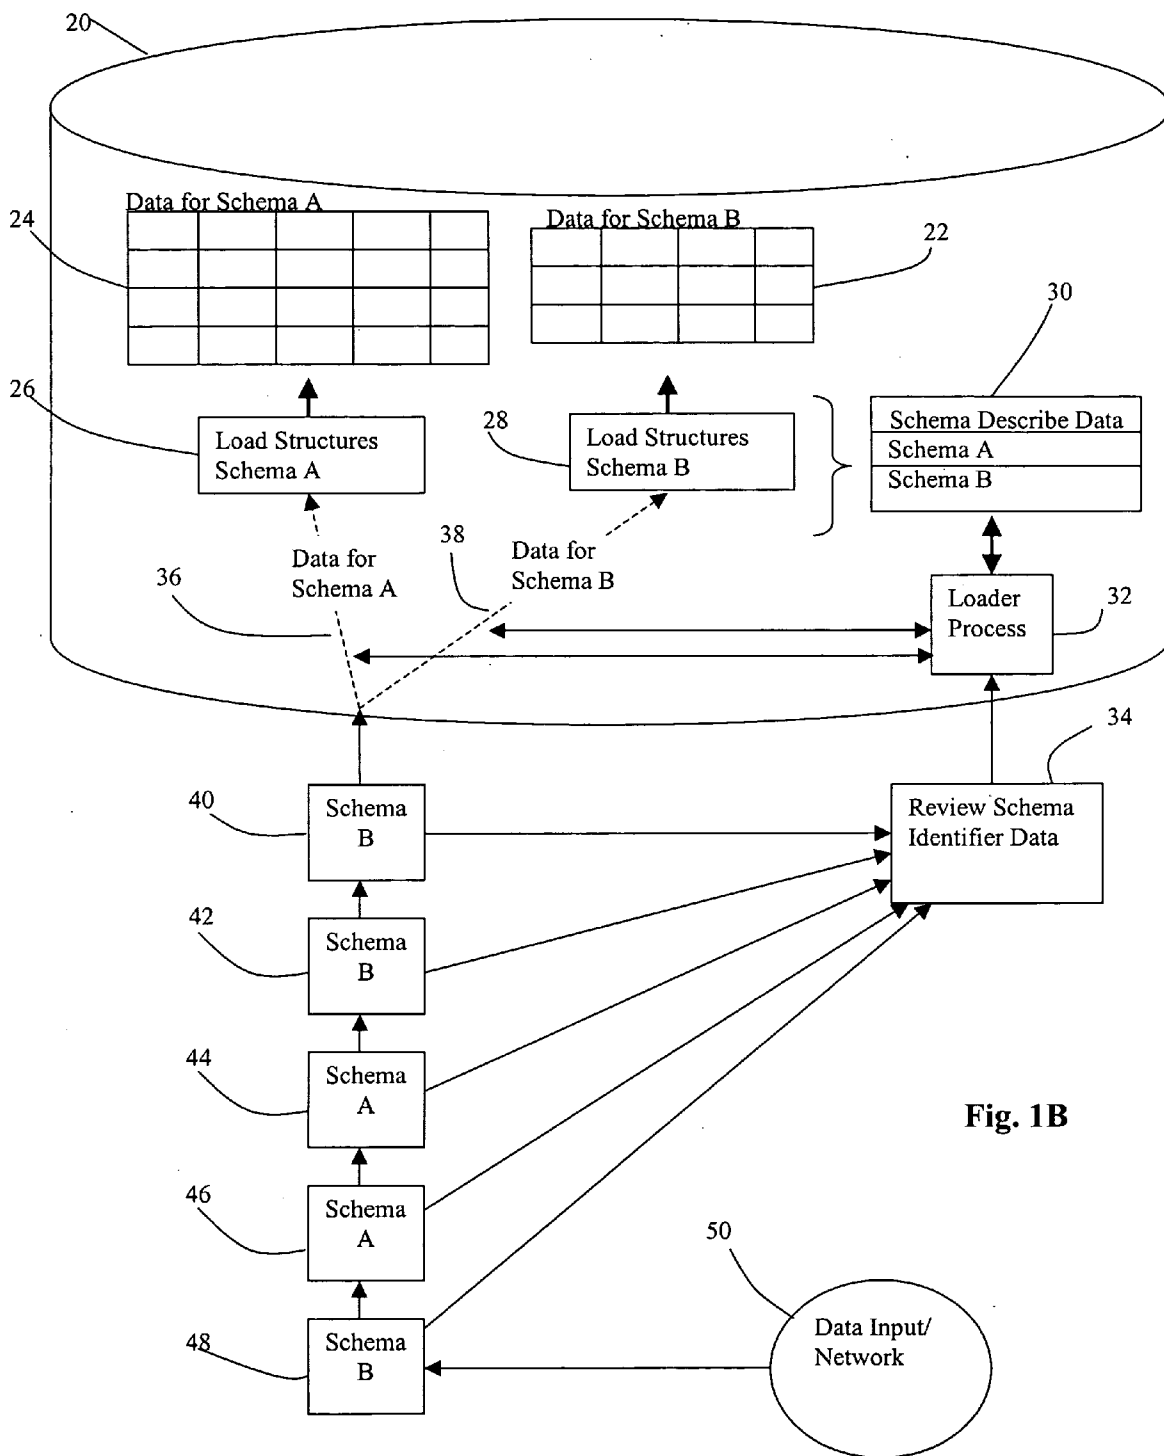 20
Data for Schema A
24
Data for Schema B
22
30
26
Load Structures
Schema A
28
Load Structures
Schema B
Schema Describe Data
Schema A
Schema B
38
Data for
Schema A
Data for
Schema B
36
Loader
Process
32
34
40
Schema
B
Review Schema
Identifier Data
42
Schema
B
44
Schema
A
Fig. 1B
46
Schema
A
50
48
Schema
B
Data Input/
Network